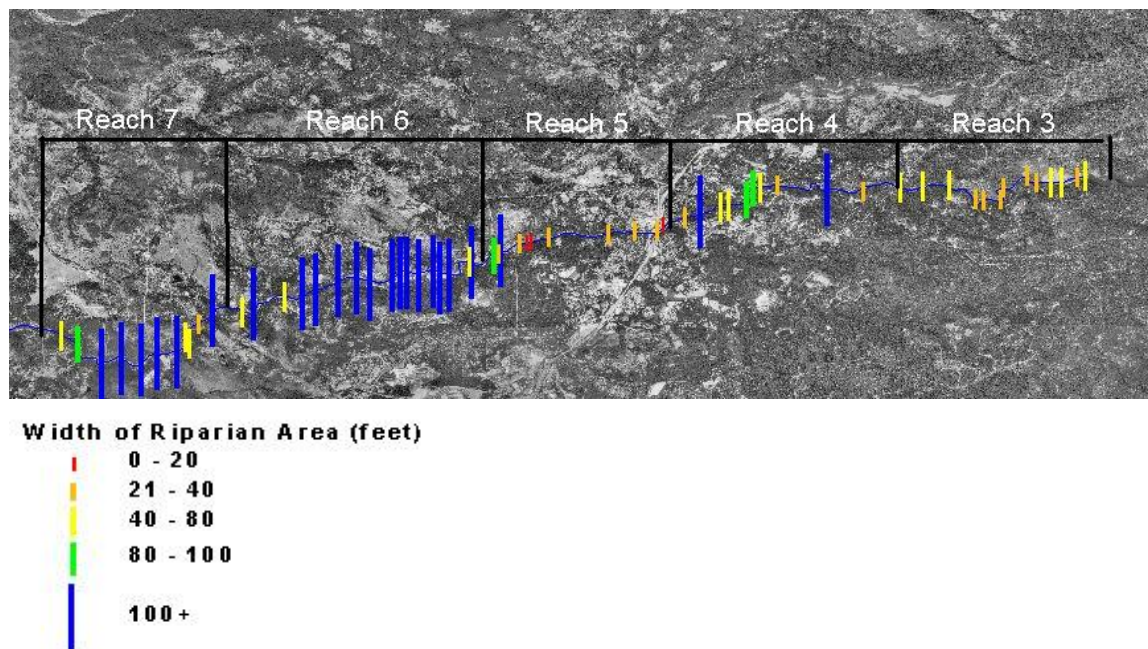 Reach 7 Reach 6 Reach 5 Reach 4 Reach 3
Width of Riparian Area (feet)
0 - 20
21 - 40
40 - 80
80 - 100
100+